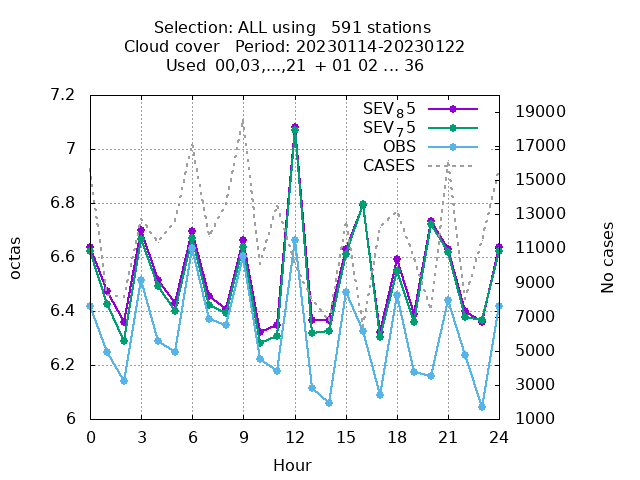 Selection: ALL using   591 stations
Cloud cover   Period: 20230114-20230122
Used  00,03,...,21  + 01 02 ... 36
SEV₈5
SEV₇5
OBS
CASES
octas
7.2
7
6.8
6.6
6.4
6.2
6
No cases
19000
17000
15000
13000
11000
9000
7000
5000
3000
1000
0 3 6 9 12 15 18 21 24
Hour